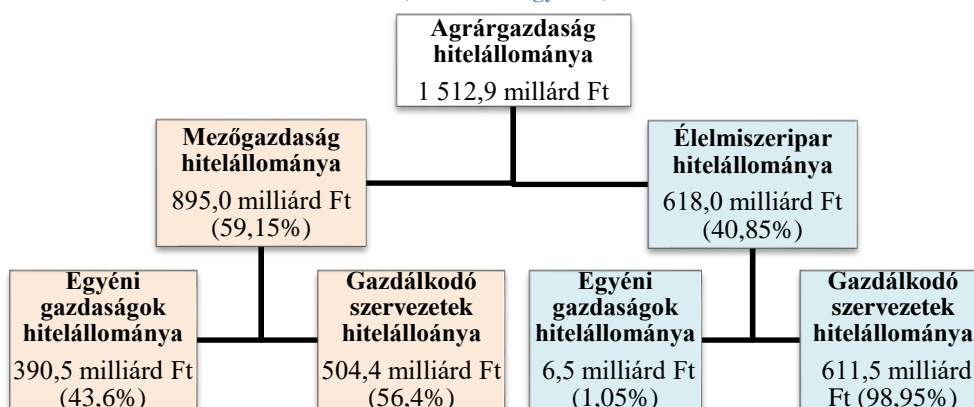 Agrárgazdaság
hitelállománya
1 512,9 millárd Ft
Mezőgazdaság
hitelállománya
895,0 milliárd Ft
(59,15%)
Élelmiszeripar
hitelállománya
618,0 milliárd Ft
(40,85%)
Egyéni
gazdaságok
hitelállománya
390,5 milliárd Ft
(43,6%)
Gazdálkodó
szervezetek
hitelálloánya
504,4 milliárd Ft
(56,4%)
Egyéni
gazdaságok
hitelállománya
6,5 milliárd Ft
(1,05%)
Gazdálkodó
szervezetek
hitelállománya
611,5 milliárd
Ft (98,95%)